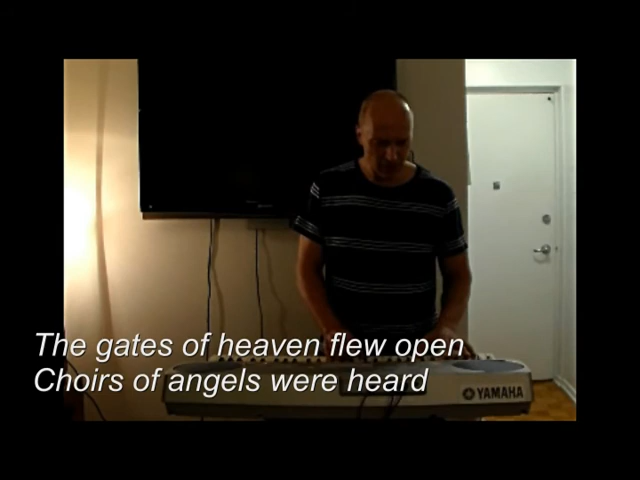 The gates of heaven flew open
Choirs of angels were heard
YAMAHA